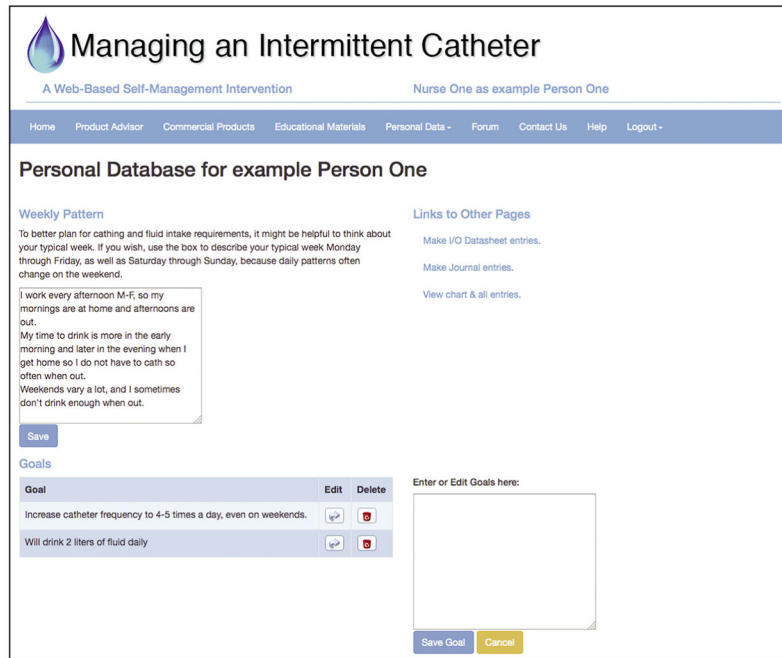 Managing an Intermittent Catheter
A Web-Based Self-Management Intervention
Nurse One as example Person One
Home Product Advisor Commercial Products Educational Materials Personal Data Forum Contact Us Help Logout
Personal Database for example Person One
Weekly Pattern
To better plan for cathing and fluid intake requirements, it might be helpful to think about
your typical week. If you wish, use the box to describe your typical week Monday
through Friday, as well as Saturday through Sunday, because daily patterns often
change on the weekend.
I work every afternoon M-F, so my
mornings are at home and afternoons are
out.
My time to drink is more in the early
morning and later in the evening when I
get home so I do not have to cath so
often when out.
Weekends vary a lot, and I sometimes
don't drink enough when out.
Save
Links to Other Pages
Make I/O Datasheet entries.
Make Journal entries.
View chart & all entries.
Goals
Goal Edit Delete
Increase catheter frequency to 4-5 times a day, even on weekends.
Will drink 2 liters of fluid daily
Enter or Edit Goals here:
Save Goal Cancel